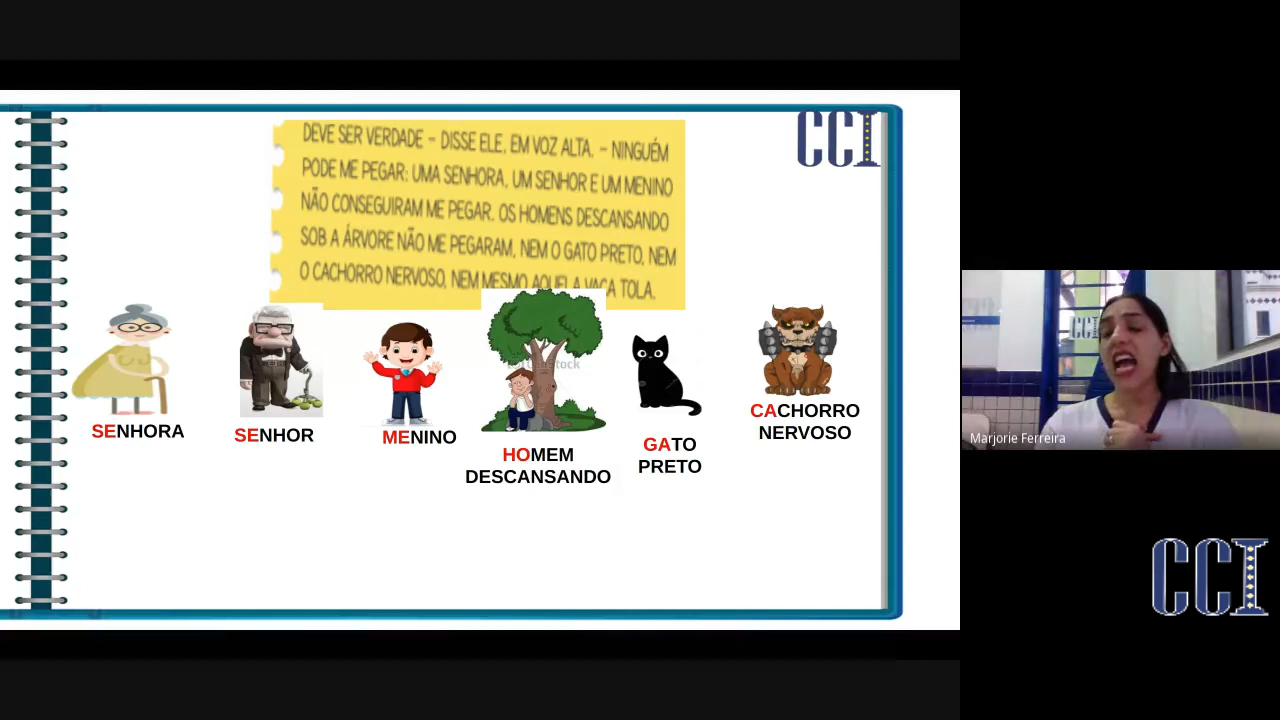 CCI
DEVE SER VERDADE - DISSE ELE, EM VOZ ALTA. - NINGUÉM
PODE ME PEGAR: UMA SENHORA, UM SENHOR E UM MENINO
NÃO CONSEGUIRAM ME PEGAR. OS HOMENS DESCANSANDO
SOB A ÁRVORE NÃO ME PEGARAM, NEM O GATO PRETO, NEM
O CACHORRO NERVOSO, NEM MESMO AQUELA VACA TOLA.
SENHORA
SENHOR
MENINO
HOMEM
DESCANSANDO
GATO
PRETO
CACHORRO
NERVOSO
CCI
Marjorie Ferreira
CCI